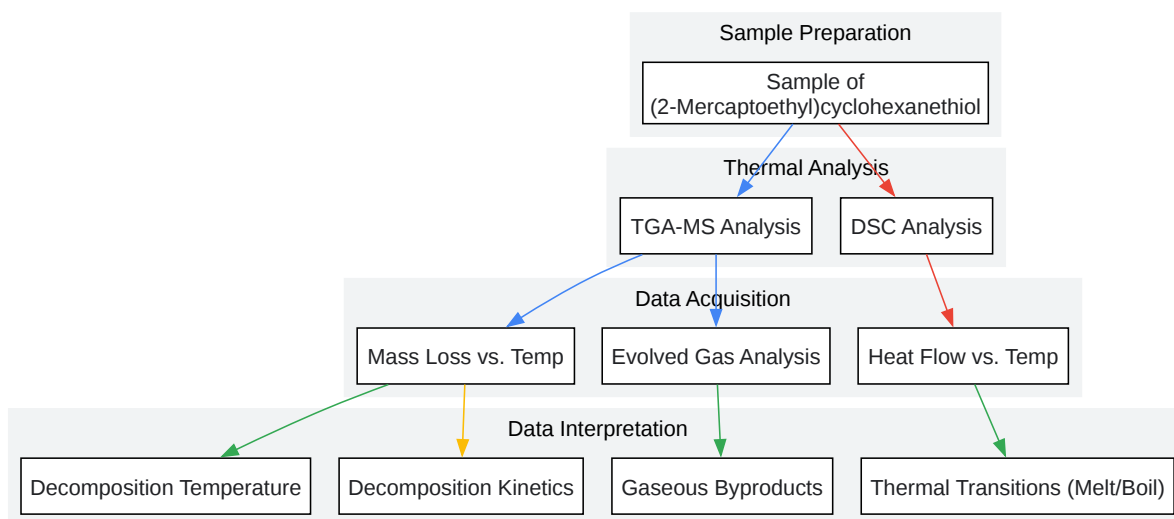 Sample Preparation
Sample of
(2-Mercaptoethyl)cyclohexanethiol
Thermal Analysis
TGA-MS Analysis
DSC Analysis
Data Acquisition
Mass Loss vs. Temp
Evolved Gas Analysis
Heat Flow vs. Temp
Data Interpretation
Decomposition Temperature
Decomposition Kinetics
Gaseous Byproducts
Thermal Transitions (Melt/Boil)